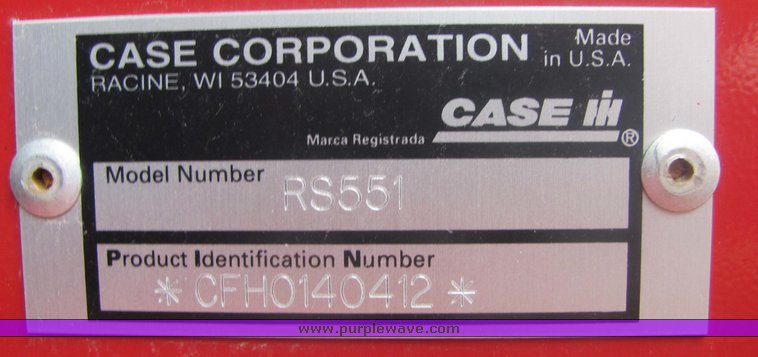 CASE CORPORATION
Made
in U.S.A.
RACINE, WI 53404 U.S.A.
CASE IH
Marca Registrada ®
Model Number RS551
Product Identification Number
* CFH0140412 *
www.purplewave.com